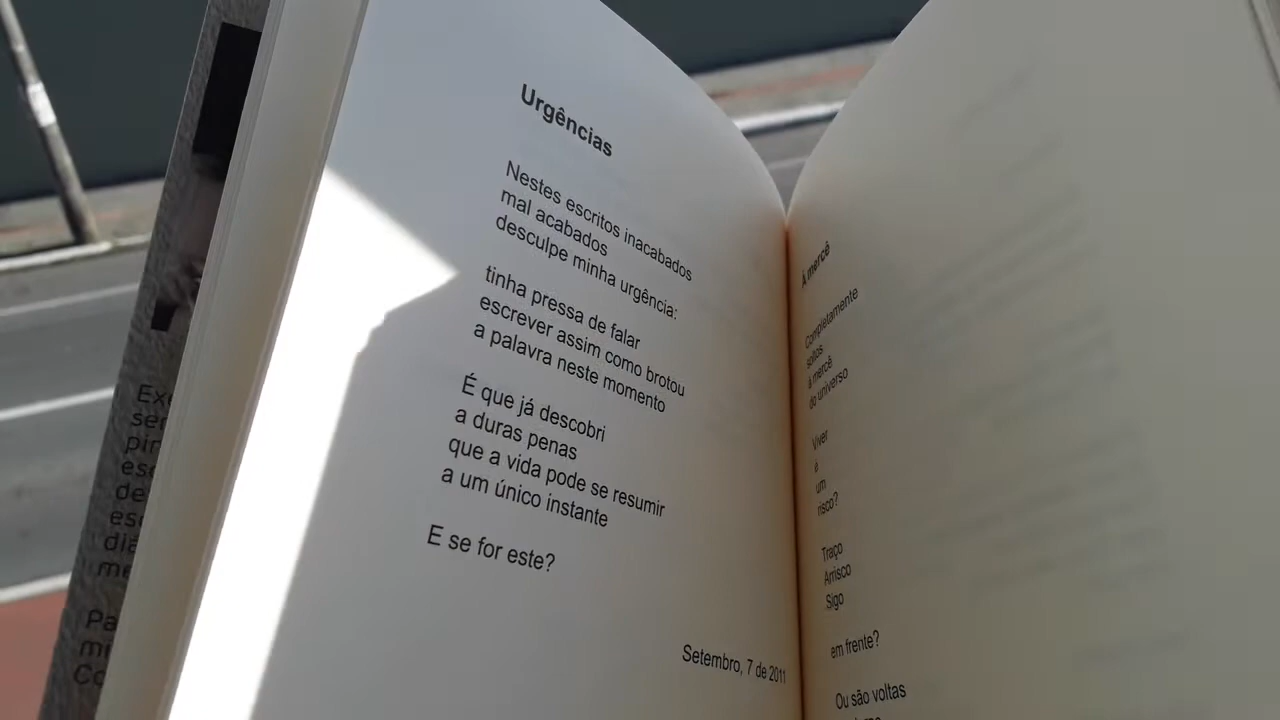 Urgências
Nestes escritos inacabados
mal acabados
desculpe minha urgência:
tinha pressa de falar
escrever assim como brotou
a palavra neste momento
É que já descobri
a duras penas
que a vida pode se resumir
a um único instante
E se for este?
Setembro, 7 de 2011
À mercê
Completamente
soltos
à mercê
do universo
Viver
é
um
risco?
Traço
Arrisco
Sigo
em frente?
Ou são voltas